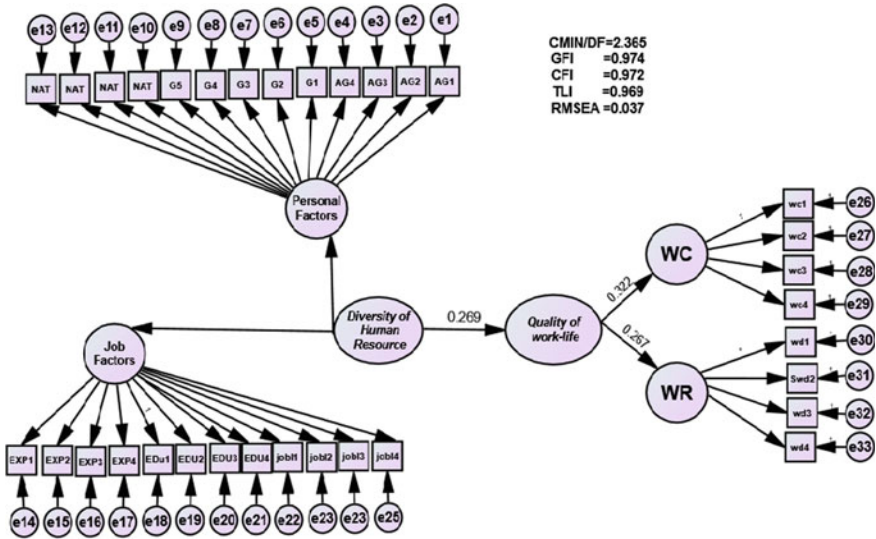 e13 e12 e11 e10 e9 e8 e7 e6 e5 e4 e3 e2 e1
NAT NAT NAT NAT G5 G4 G3 G2 G1 AG4 AG3 AG2 AG1
CMIN/DF=2.365
GFI =0.974
CFI =0.972
TLI =0.969
RMSEA =0.037
Personal
Factors
Diversity of
Human
Resource
0.269
Quality of
work-life
0.322
0.267
WC
WR
wc1 e26
wc2 e27
wc3 e28
wc4 e29
wd1 e30
Swd2 e31
wd3 e32
wd4 e33
Job
Factors
1
EXP1 EXP2 EXP3 EXP4 EDu1 EDU2 EDU3 EDU4 jobl1 jobl2 jobl3 jobl4
e14 e15 e16 e17 e18 e19 e20 e21 e22 e23 e23 e25